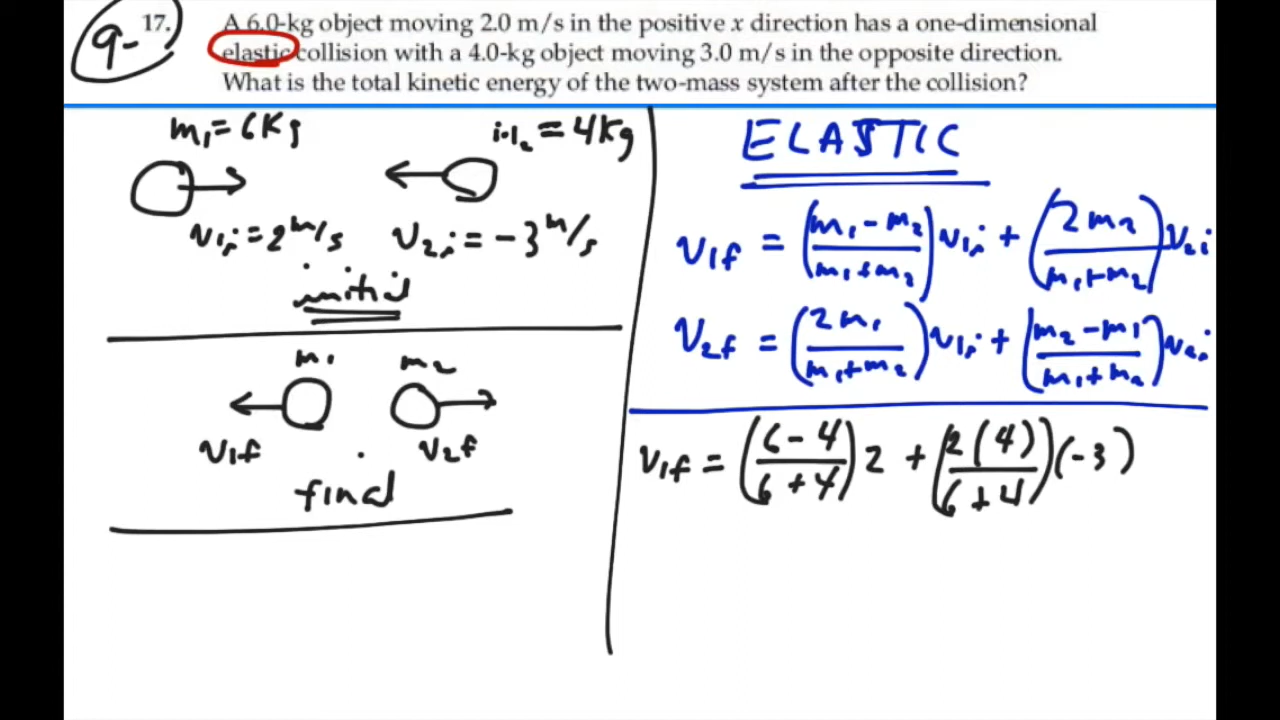 9-
17. A 6.0-kg object moving 2.0 m/s in the positive x direction has a one-dimensional
elastic collision with a 4.0-kg object moving 3.0 m/s in the opposite direction.
What is the total kinetic energy of the two-mass system after the collision?
m₁ = 6Kg
m₂ = 4Kg
v₁ᵢ = 2 m/s
v₂ᵢ = -3 m/s
initial
m₁
m₂
v₁f
v₂f
final
ELASTIC
v₁f = ((m₁ - m₂)/(m₁ + m₂)) v₁ᵢ + (2m₂/(m₁ + m₂)) v₂ᵢ
v₂f = (2m₁/(m₁ + m₂)) v₁ᵢ + ((m₂ - m₁)/(m₁ + m₂)) v₂ᵢ
v₁f = ((6 - 4)/(6 + 4)) 2 + (2(4)/(6 + 4)) (-3)